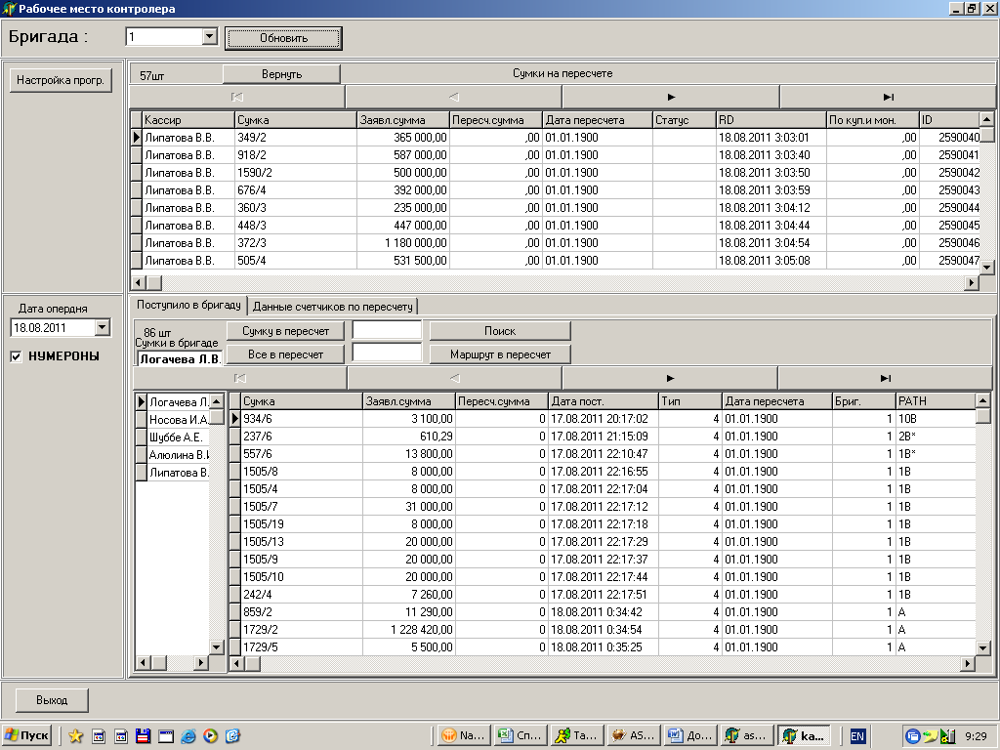 Рабочее место контролера
Бригада : 1 Обновить
Настройка прогр.
57шт Вернуть Сумки на пересчете
Кассир Сумка Заявл.сумма Пересч.сумма Дата пересчета Статус RD По куп.и мон. ID
Липатова В.В. 349/2 365 000,00 ,00 01.01.1900 18.08.2011 3:03:01 ,00 2590040
Липатова В.В. 918/2 587 000,00 ,00 01.01.1900 18.08.2011 3:03:40 ,00 2590041
Липатова В.В. 1590/2 500 000,00 ,00 01.01.1900 18.08.2011 3:03:50 ,00 2590042
Липатова В.В. 676/4 392 000,00 ,00 01.01.1900 18.08.2011 3:03:59 ,00 2590043
Липатова В.В. 360/3 235 000,00 ,00 01.01.1900 18.08.2011 3:04:12 ,00 2590044
Липатова В.В. 448/3 447 000,00 ,00 01.01.1900 18.08.2011 3:04:44 ,00 2590045
Липатова В.В. 372/3 1 180 000,00 ,00 01.01.1900 18.08.2011 3:04:54 ,00 2590046
Липатова В.В. 505/4 531 500,00 ,00 01.01.1900 18.08.2011 3:05:08 ,00 2590047
Дата опердня
18.08.2011
НУМЕРОНЫ
Поступило в бригаду Данные счетчиков по пересчету
86 шт Сумку в пересчет Поиск
Сумки в бригаде
Логачева Л.В. Все в пересчет Маршрут в пересчет
Логачева Л.
Носова И.А.
Шуббе А.Е.
Алюлина В.И
Липатова В.
Сумка Заявл.сумма Пересч.сумма Дата пост. Тип Дата пересчета Бриг. PATH
934/6 3 100,00 0 17.08.2011 20:17:02 4 01.01.1900 1 10В
237/6 610,29 0 17.08.2011 21:15:09 4 01.01.1900 1 2В*
557/6 13 800,00 0 17.08.2011 22:10:47 4 01.01.1900 1 1В*
1505/8 8 000,00 0 17.08.2011 22:16:55 4 01.01.1900 1 1В
1505/4 8 000,00 0 17.08.2011 22:17:04 4 01.01.1900 1 1В
1505/7 31 000,00 0 17.08.2011 22:17:12 4 01.01.1900 1 1В
1505/19 8 000,00 0 17.08.2011 22:17:18 4 01.01.1900 1 1В
1505/13 20 000,00 0 17.08.2011 22:17:29 4 01.01.1900 1 1В
1505/9 20 000,00 0 17.08.2011 22:17:37 4 01.01.1900 1 1В
1505/10 20 000,00 0 17.08.2011 22:17:44 4 01.01.1900 1 1В
242/4 7 260,00 0 17.08.2011 22:17:51 4 01.01.1900 1 1В
859/2 11 290,00 0 18.08.2011 0:34:42 4 01.01.1900 1 А
1729/2 1 228 420,00 0 18.08.2011 0:34:54 4 01.01.1900 1 А
1729/5 5 500,00 0 18.08.2011 0:35:25 4 01.01.1900 1 А
Выход
Пуск Na... Сп... Та... AS... До... as... ka... EN 9:29